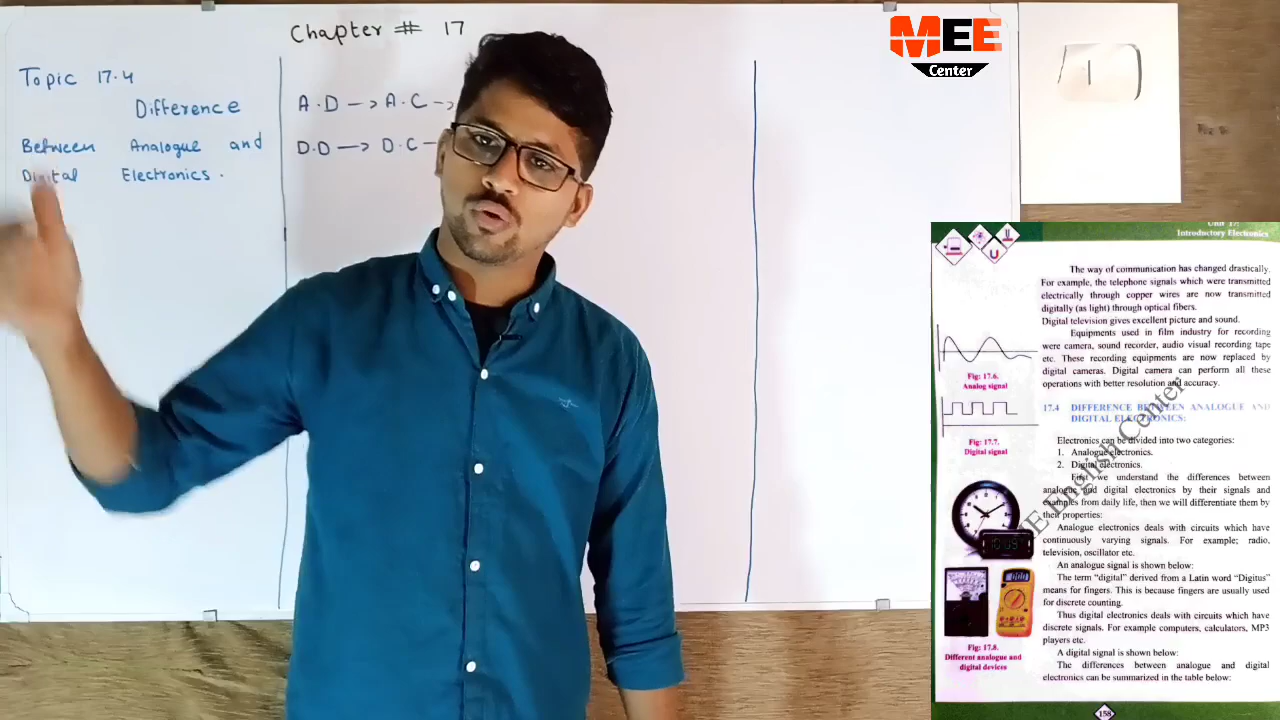 Chapter # 17
Topic 17.4
Difference
Between Analogue and
Digital Electronics.
A.D → A.C →
D.D → D.C –
MEE
Center
1
Unit 17:
Introductory Electronics
The way of communication has changed drastically.
For example, the telephone signals which were transmitted
electrically through copper wires are now transmitted
digitally (as light) through optical fibers.
Digital television gives excellent picture and sound.
Equipments used in film industry for recording
were camera, sound recorder, audio visual recording tape
etc. These recording equipments are now replaced by
digital cameras. Digital camera can perform all these
operations with better resolution and accuracy.
Fig: 17.6.
Analog signal
Fig: 17.7.
Digital signal
17.4 DIFFERENCE BETWEEN ANALOGUE AND
DIGITAL ELECTRONICS:
Electronics can be divided into two categories:
1. Analogue electronics.
2. Digital electronics.
First we understand the differences between
analogue and digital electronics by their signals and
examples from daily life, then we will differentiate them by
their properties:
Analogue electronics deals with circuits which have
continuously varying signals. For example; radio,
television, oscillator etc.
An analogue signal is shown below:
The term "digital" derived from a Latin word "Digitus"
means for fingers. This is because fingers are usually used
for discrete counting.
Thus digital electronics deals with circuits which have
discrete signals. For example computers, calculators, MP3
players etc.
A digital signal is shown below:
The differences between analogue and digital
electronics can be summarized in the table below:
Fig: 17.8.
Different analogue and
digital devices
English Center
158